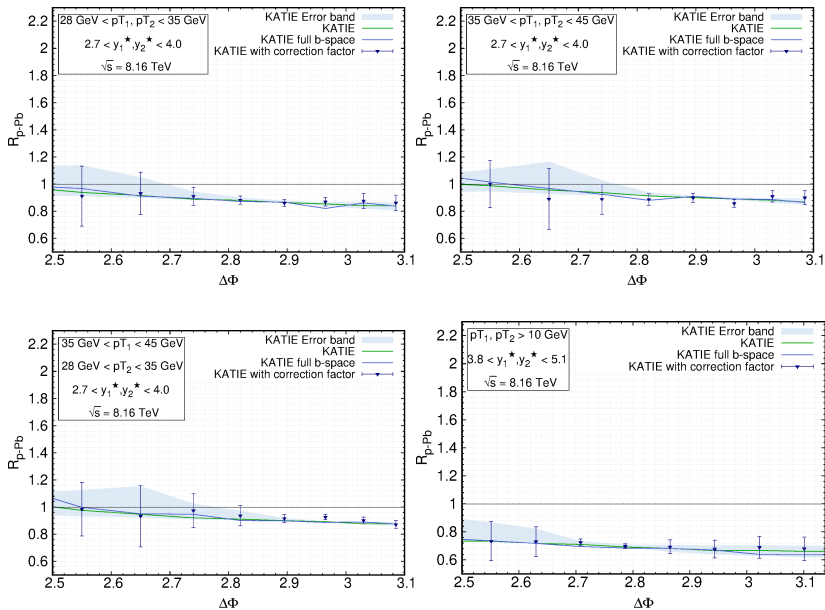 28 GeV < pT₁, pT₂ < 35 GeV
2.7 < y₁★,y₂★ < 4.0
√s = 8.16 TeV
KATIE Error band
KATIE
KATIE full b-space
KATIE with correction factor
2.2
2
1.8
1.6
1.4
1.2
1
0.8
0.6
R p-Pb
2.5 2.6 2.7 2.8 2.9 3 3.1
ΔΦ
35 GeV < pT₁, pT₂ < 45 GeV
2.7 < y₁★,y₂★ < 4.0
√s = 8.16 TeV
KATIE Error band
KATIE
KATIE full b-space
KATIE with correction factor
2.2
2
1.8
1.6
1.4
1.2
1
0.8
0.6
R p-Pb
2.5 2.6 2.7 2.8 2.9 3 3.1
ΔΦ
35 GeV < pT₁ < 45 GeV
28 GeV < pT₂ < 35 GeV
2.7 < y₁★,y₂★ < 4.0
√s = 8.16 TeV
KATIE Error band
KATIE
KATIE full b-space
KATIE with correction factor
2.2
2
1.8
1.6
1.4
1.2
1
0.8
0.6
R p-Pb
2.5 2.6 2.7 2.8 2.9 3 3.1
ΔΦ
pT₁, pT₂ > 10 GeV
3.8 < y₁★,y₂★ < 5.1
√s = 8.16 TeV
KATIE Error band
KATIE
KATIE full b-space
KATIE with correction factor
2.2
2
1.8
1.6
1.4
1.2
1
0.8
0.6
R p-Pb
2.5 2.6 2.7 2.8 2.9 3 3.1
ΔΦ